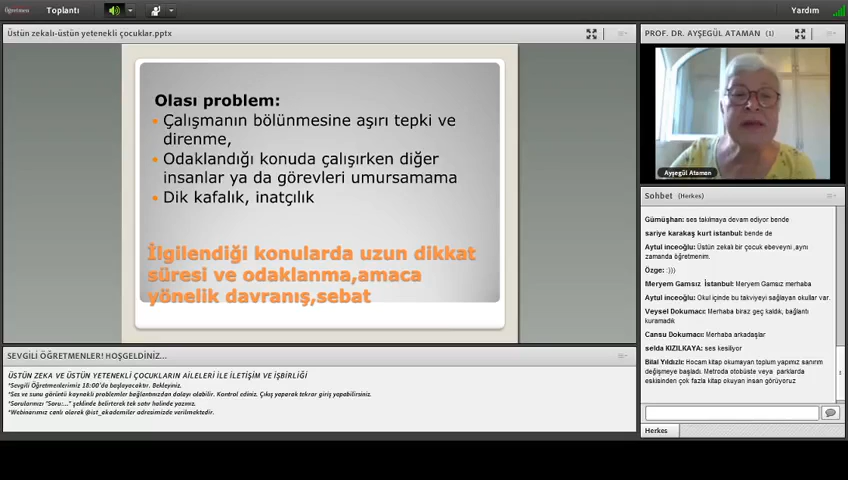 Öğretmen
Toplantı
Yardım
Üstün zekalı-üstün yetenekli çocuklar.pptx
Olası problem:
Çalışmanın bölünmesine aşırı tepki ve
direnme,
Odaklandığı konuda çalışırken diğer
insanlar ya da görevleri umursamama
Dik kafalık, inatçılık
İlgilendiği konularda uzun dikkat
süresi ve odaklanma,amaca
yönelik davranış,sebat
SEVGİLİ ÖĞRETMENLER! HOŞGELDİNİZ...
ÜSTÜN ZEKA VE ÜSTÜN YETENEKLİ ÇOCUKLARIN AİLELERİ İLE İLETİŞİM VE İŞBİRLİĞİ
*Sevgili Öğretmenlerimiz 18:00'da başlayacaktır. Bekleyiniz.
*Ses ve sunu görüntü kaynaklı problemler bağlantınızdan dolayı olabilir. Kontrol ediniz. Çıkış yaparak tekrar giriş yapabilirsiniz.
*Sorularınızı "Soru:..." şeklinde belirterek tek satır halinde yazınız.
*Webinarımız canlı olarak @ist_akademiler adresimizde verilmektedir.
PROF. DR. AYŞEGÜL ATAMAN (1)
Ayşegül Ataman
Sohbet (Herkes)
Gümüşhan: ses takılmaya devam ediyor bende
sariye karakaş kurt istanbul: bende de
Aytul inceoğlu: Üstün zekalı bir çocuk ebeveyni ,aynı
zamanda öğretmenim.
Özge: :)))
Meryem Gamsız İstanbul: Meryem Gamsız merhaba
Aytul inceoğlu: Okul içinde bu takviyeyi sağlayan okullar var.
Veysel Dokumacı: Merhaba biraz geç kaldık, bağlantı
kuramadık
Cansu Dokumacı: Merhaba arkadaşlar
selda KIZILKAYA: ses kesiliyor
Bilal Yıldızlı: Hocam kitap okumayan toplum yapımız sanırım
değişmeye başladı. Metroda otobüste veya parklarda
eskisinden çok fazla kitap okuyan insan görüyoruz
Herkes